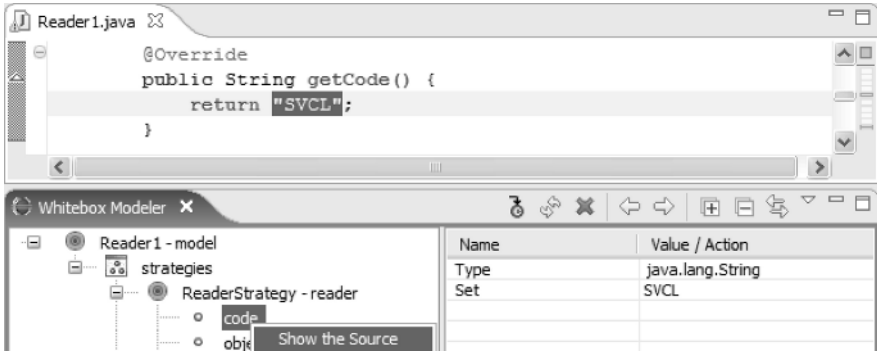 Reader1.java
@Override
public String getCode() {
return "SVCL";
}
Whitebox Modeler
Reader1 - model
strategies
ReaderStrategy - reader
code
obje
Show the Source
Name Value / Action
Type java.lang.String
Set SVCL